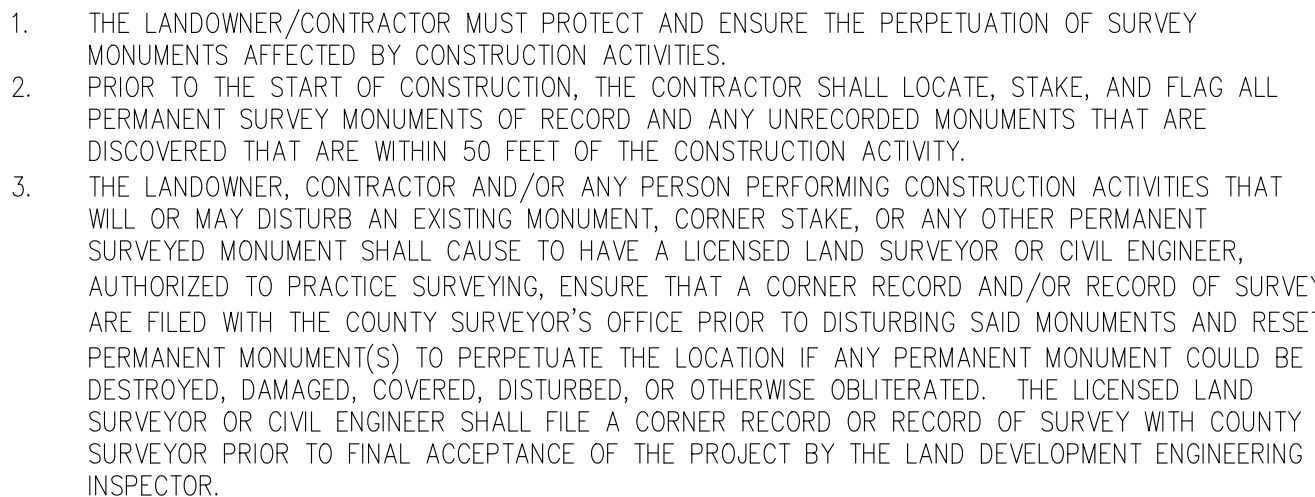 1. THE LANDOWNER/CONTRACTOR MUST PROTECT AND ENSURE THE PERPETUATION OF SURVEY
MONUMENTS AFFECTED BY CONSTRUCTION ACTIVITIES.
2. PRIOR TO THE START OF CONSTRUCTION, THE CONTRACTOR SHALL LOCATE, STAKE, AND FLAG ALL
PERMANENT SURVEY MONUMENTS OF RECORD AND ANY UNRECORDED MONUMENTS THAT ARE
DISCOVERED THAT ARE WITHIN 50 FEET OF THE CONSTRUCTION ACTIVITY.
3. THE LANDOWNER, CONTRACTOR AND/OR ANY PERSON PERFORMING CONSTRUCTION ACTIVITIES THAT
WILL OR MAY DISTURB AN EXISTING MONUMENT, CORNER STAKE, OR ANY OTHER PERMANENT
SURVEYED MONUMENT SHALL CAUSE TO HAVE A LICENSED LAND SURVEYOR OR CIVIL ENGINEER,
AUTHORIZED TO PRACTICE SURVEYING, ENSURE THAT A CORNER RECORD AND/OR RECORD OF SURVEY
ARE FILED WITH THE COUNTY SURVEYOR'S OFFICE PRIOR TO DISTURBING SAID MONUMENTS AND RESET
PERMANENT MONUMENT(S) TO PERPETUATE THE LOCATION IF ANY PERMANENT MONUMENT COULD BE
DESTROYED, DAMAGED, COVERED, DISTURBED, OR OTHERWISE OBLITERATED. THE LICENSED LAND
SURVEYOR OR CIVIL ENGINEER SHALL FILE A CORNER RECORD OR RECORD OF SURVEY WITH COUNTY
SURVEYOR PRIOR TO FINAL ACCEPTANCE OF THE PROJECT BY THE LAND DEVELOPMENT ENGINEERING
INSPECTOR.